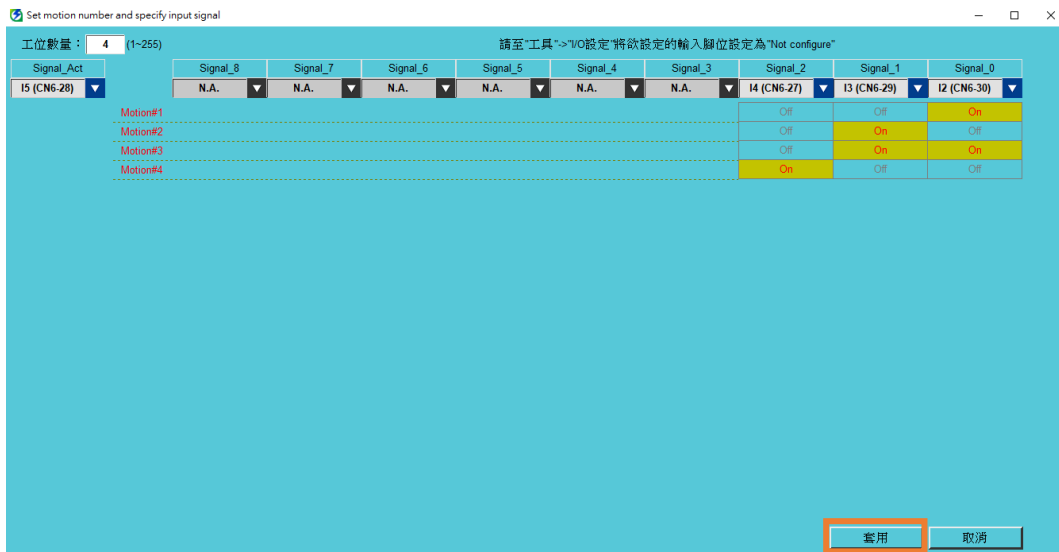 Set motion number and specify input signal
工位數量： 4 (1~255) 請至"工具"->"I/O設定"將欲設定的輸入腳位設定為"Not configure"
Signal_Act Signal_8 Signal_7 Signal_6 Signal_5 Signal_4 Signal_3 Signal_2 Signal_1 Signal_0
I5 (CN6-28) N.A. N.A. N.A. N.A. N.A. N.A. I4 (CN6-27) I3 (CN6-29) I2 (CN6-30)
Motion#1 Off Off On
Motion#2 Off On Off
Motion#3 Off On On
Motion#4 On Off Off
套用 取消